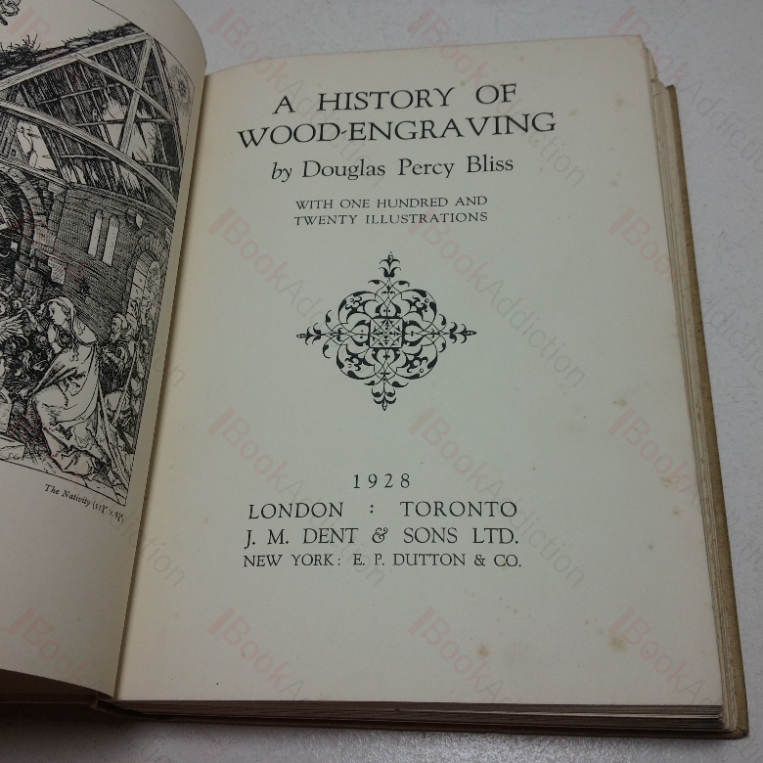 A HISTORY OF
WOOD-ENGRAVING
by Douglas Percy Bliss
WITH ONE HUNDRED AND
TWENTY ILLUSTRATIONS
1928
LONDON : TORONTO
J. M. DENT & SONS LTD.
NEW YORK: E. P. DUTTON & CO.
The Nativity
BookAddiction